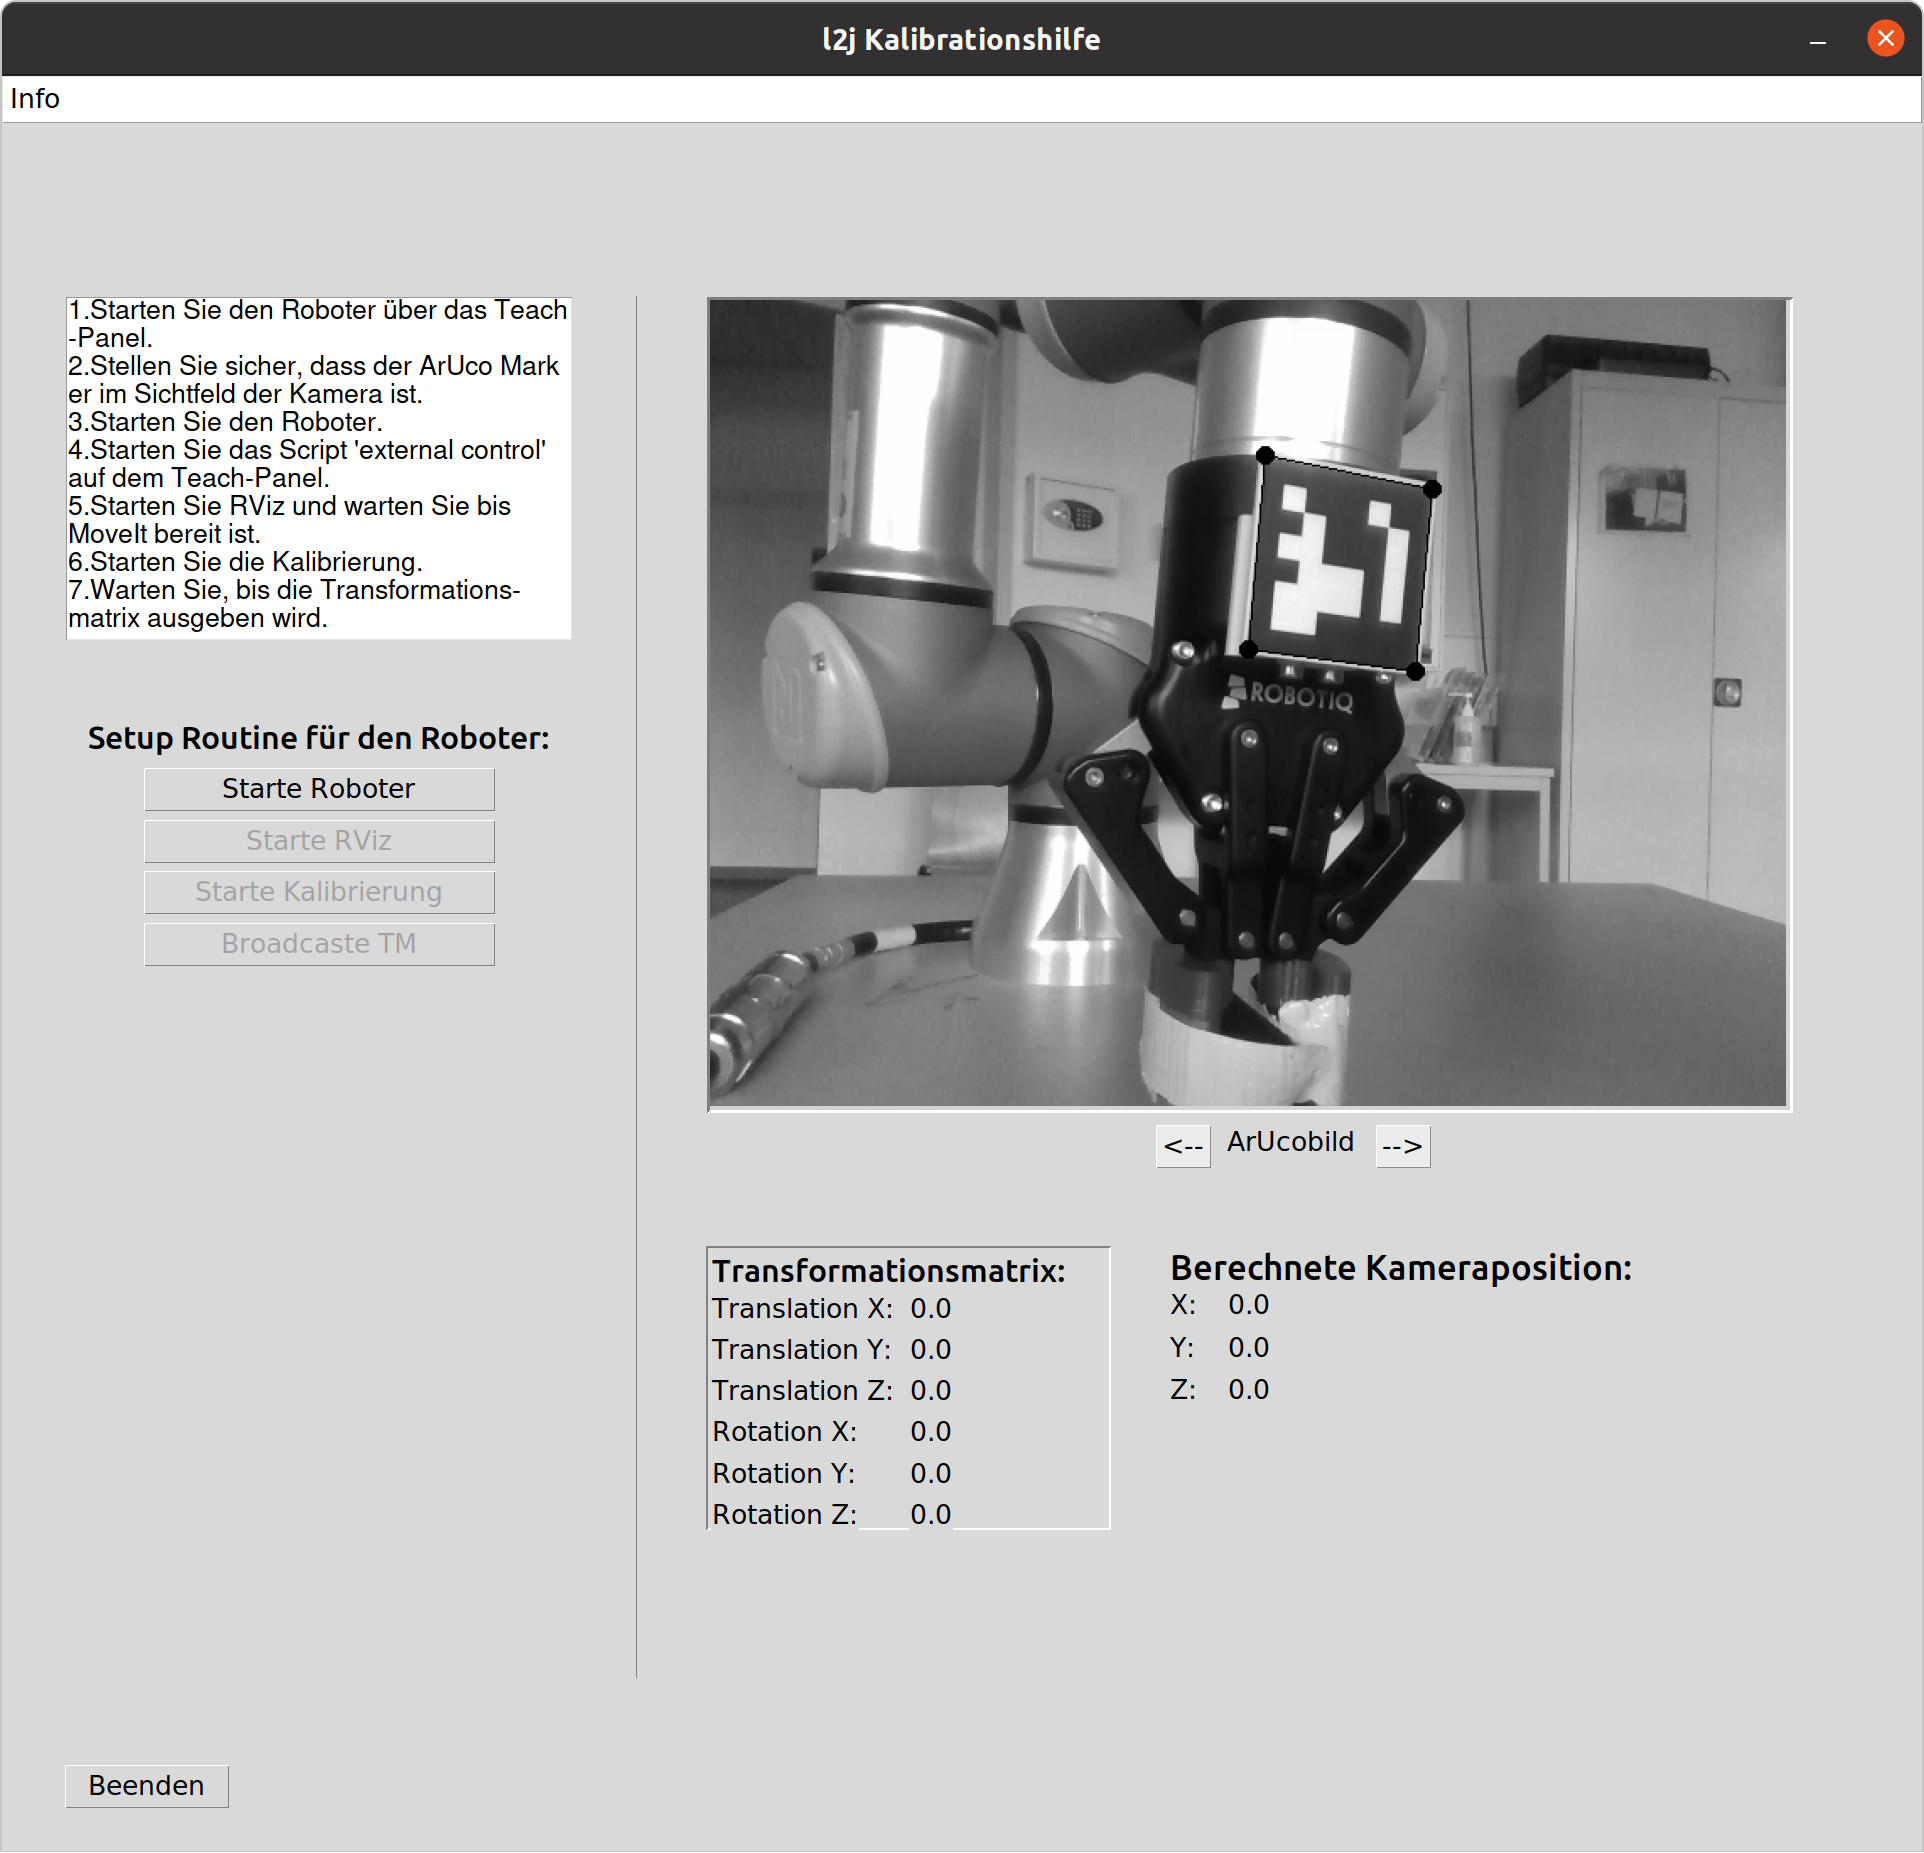 l2j Kalibrationshilfe
Info
1.Starten Sie den Roboter über das Teach
-Panel.
2.Stellen Sie sicher, dass der ArUco Mark
er im Sichtfeld der Kamera ist.
3.Starten Sie den Roboter.
4.Starten Sie das Script 'external control'
auf dem Teach-Panel.
5.Starten Sie RViz und warten Sie bis
MoveIt bereit ist.
6.Starten Sie die Kalibrierung.
7.Warten Sie, bis die Transformations-
matrix ausgeben wird.
Setup Routine für den Roboter:
Starte Roboter
Starte RViz
Starte Kalibrierung
Broadcaste TM
ROBOTIQ
<-- ArUcobild -->
Transformationsmatrix:
Translation X: 0.0
Translation Y: 0.0
Translation Z: 0.0
Rotation X: 0.0
Rotation Y: 0.0
Rotation Z: 0.0
Berechnete Kameraposition:
X: 0.0
Y: 0.0
Z: 0.0
Beenden